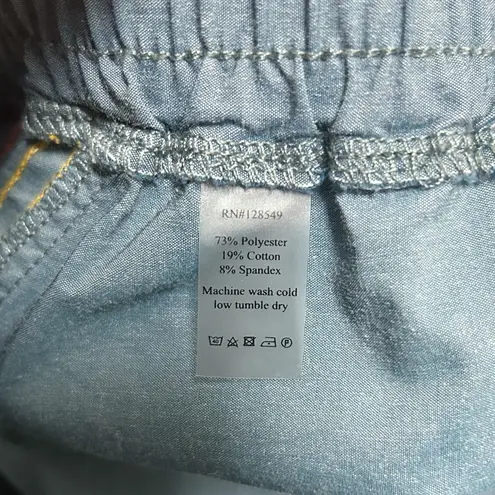 RN#128549
73% Polyester
19% Cotton
8% Spandex
Machine wash cold
low tumble dry